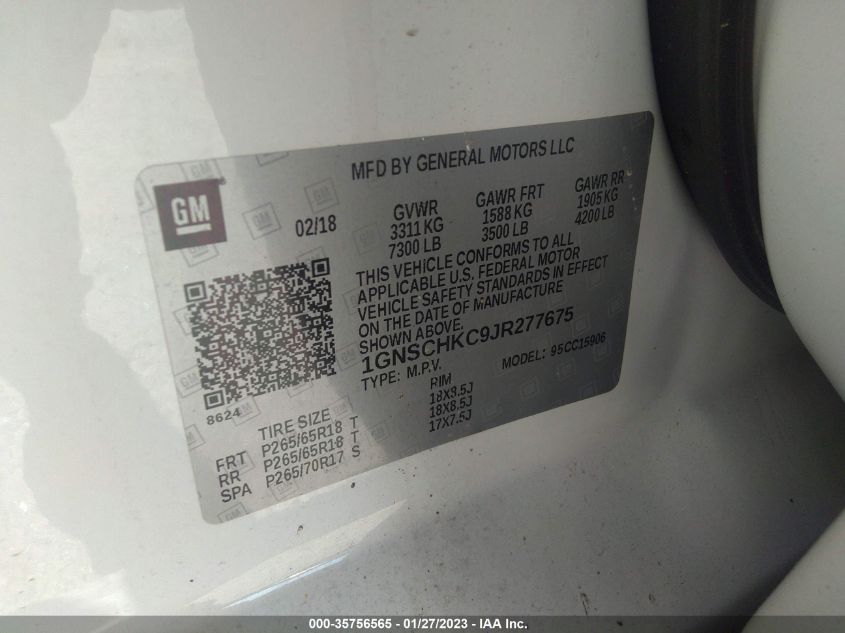 MFD BY GENERAL MOTORS LLC
GM
02/18
GVWR GAWR FRT GAWR RR
3311 KG 1588 KG 1905 KG
7300 LB 3500 LB 4200 LB
THIS VEHICLE CONFORMS TO ALL
APPLICABLE U.S. FEDERAL MOTOR
VEHICLE SAFETY STANDARDS IN EFFECT
ON THE DATE OF MANUFACTURE
SHOWN ABOVE.
1GNSCHKC9JR277675
TYPE: M.P.V. MODEL: 95CC15906
8624
TIRE SIZE RIM
FRT P265/65R18 T 18X8.5J
RR P265/65R18 T 18X8.5J
SPA P265/70R17 S 17X7.5J
000-35756565 - 01/27/2023 - IAA Inc.